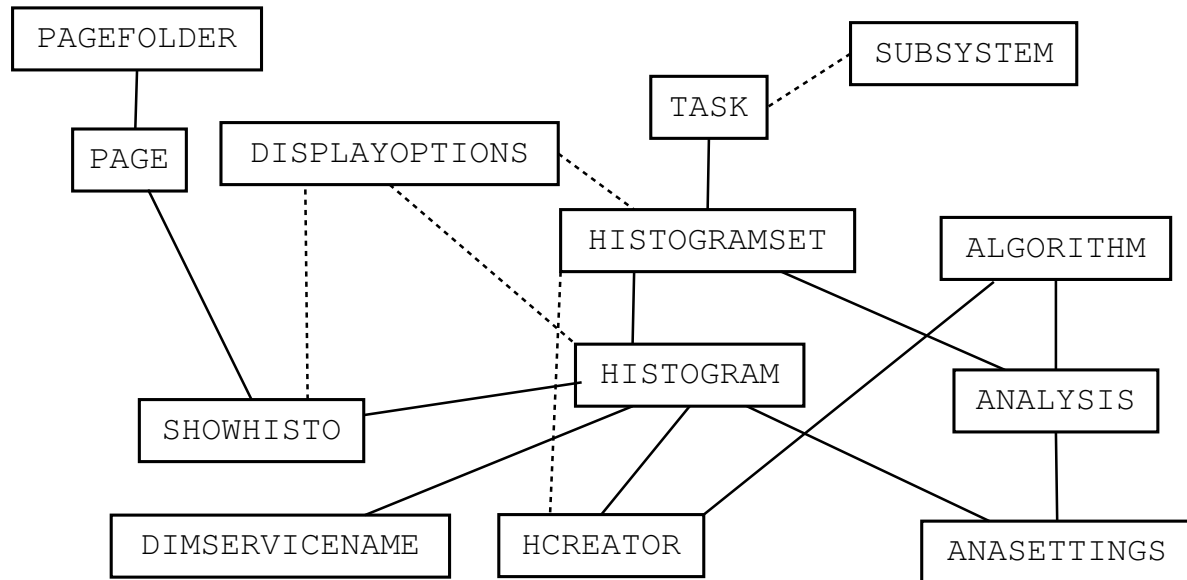 PAGEFOLDER
SUBSYSTEM
TASK
PAGE
DISPLAYOPTIONS
HISTOGRAMSET
ALGORITHM
HISTOGRAM
ANALYSIS
SHOWHISTO
DIMSERVICENAME
HCREATOR
ANASETTINGS